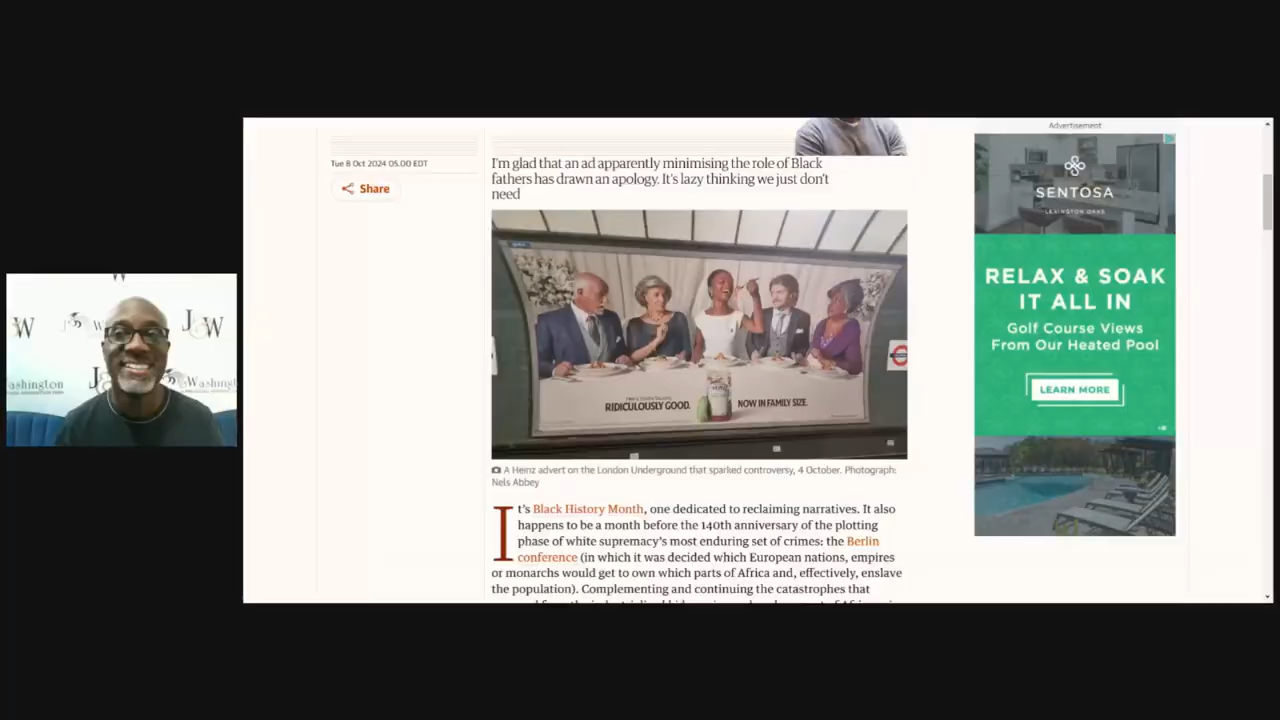 W
W
J
J&W
ashington
Washingt
Tue 8 Oct 2024 05.00 EDT
Share
I'm glad that an ad apparently minimising the role of Black
fathers has drawn an apology. It's lazy thinking we just don't
need
RIDICULOUSLY GOOD.
NOW IN FAMILY SIZE.
A Heinz advert on the London Underground that sparked controversy, 4 October. Photograph:
Nels Abbey
It's Black History Month, one dedicated to reclaiming narratives. It also
happens to be a month before the 140th anniversary of the plotting
phase of white supremacy's most enduring set of crimes: the Berlin
conference (in which it was decided which European nations, empires
or monarchs would get to own which parts of Africa and, effectively, enslave
the population). Complementing and continuing the catastrophes that
Advertisement
SENTOSA
LEXINGTON OAKS
RELAX & SOAK
IT ALL IN
Golf Course Views
From Our Heated Pool
LEARN MORE